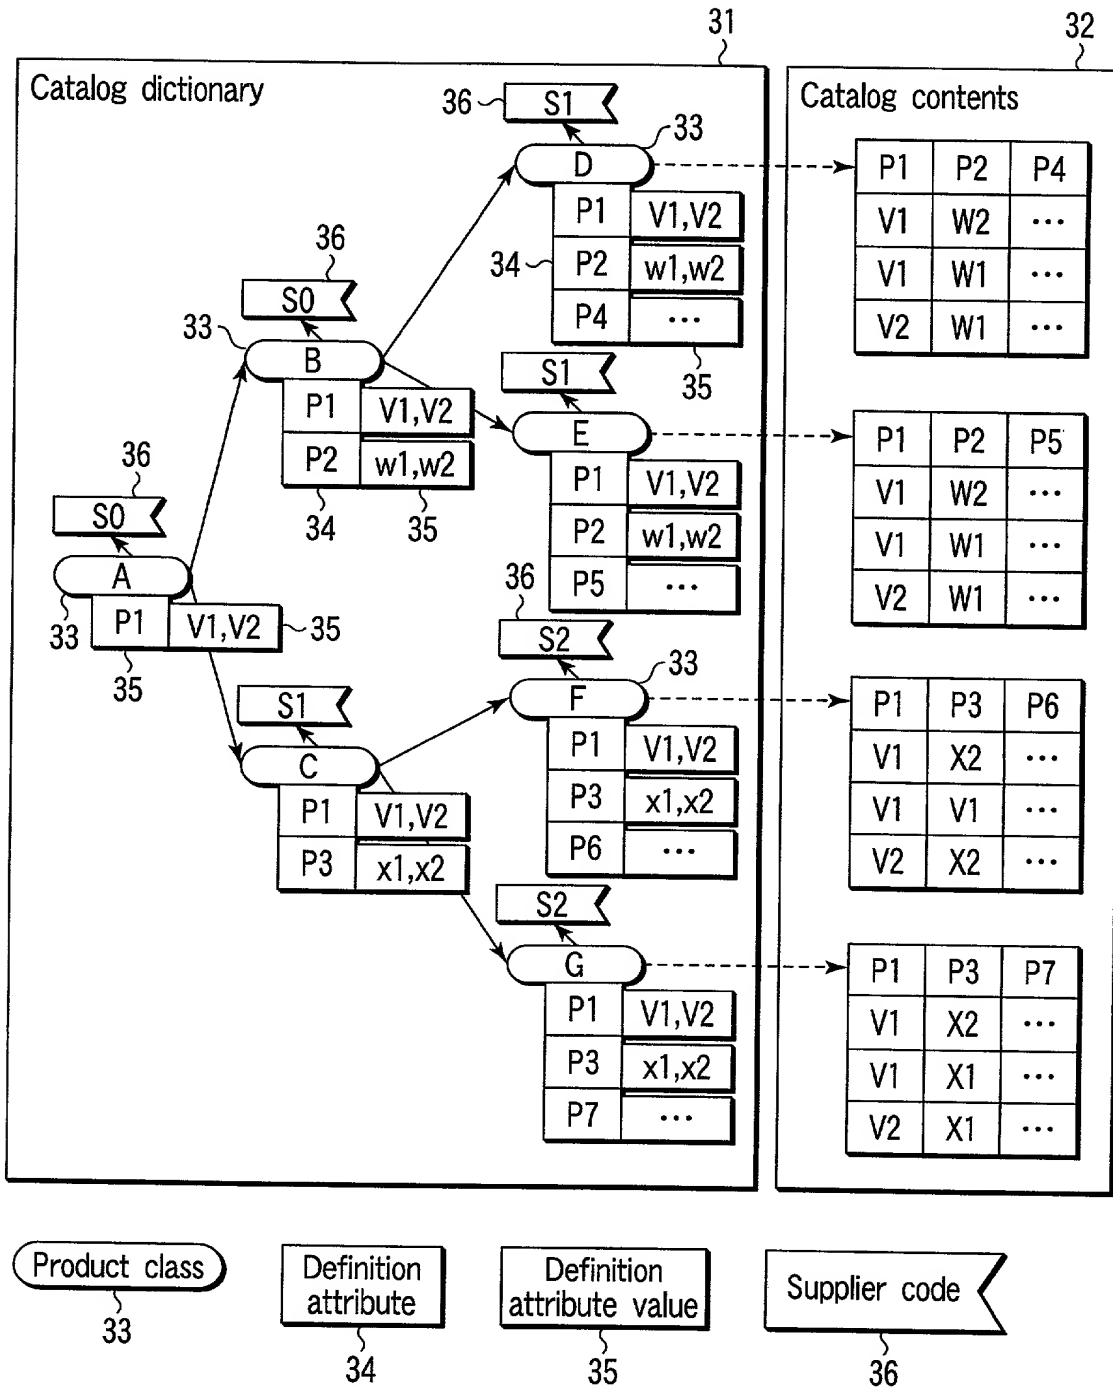 31
32
Catalog dictionary
Catalog contents
36
S1
33
D
P1
V1,V2
34
P2
w1,w2
P4
...
35
P1 P2 P4
V1 W2 ...
V1 W1 ...
V2 W1 ...
36
S0
33
B
P1
V1,V2
P2
w1,w2
34
35
S1
E
P1
V1,V2
P2
w1,w2
P5
...
P1 P2 P5
V1 W2 ...
V1 W1 ...
V2 W1 ...
36
S0
A
33
P1
V1,V2
35
35
36
S2
33
F
P1
V1,V2
P3
x1,x2
P6
...
P1 P3 P6
V1 X2 ...
V1 V1 ...
V2 X2 ...
S1
C
P1
V1,V2
P3
x1,x2
S2
G
P1
V1,V2
P3
x1,x2
P7
...
P1 P3 P7
V1 X2 ...
V1 X1 ...
V2 X1 ...
Product class
33
Definition
attribute
34
Definition
attribute value
35
Supplier code
36